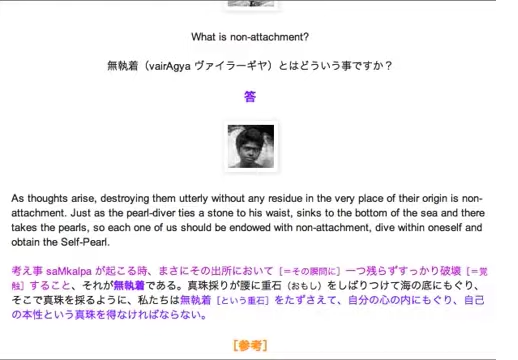 What is non-attachment?
無執着（vairAgya ヴァイラーギヤ）とはどういう事ですか？
答
As thoughts arise, destroying them utterly without any residue in the very place of their origin is non-
attachment. Just as the pearl-diver ties a stone to his waist, sinks to the bottom of the sea and there
takes the pearls, so each one of us should be endowed with non-attachment, dive within oneself and
obtain the Self-Pearl.
考え事 saMkalpa が起こる時、まさにその出所において［＝その瞬間に］一つ残らずすっかり破壊［＝覚
触］すること、それが無執着である。真珠採りが腰に重石（おもし）をしばりつけて海の底にもぐり、
そこで真珠を採るように、私たちは無執着［という重石］をたずさえて、自分の心の内にもぐり、自己
の本性という真珠を得なければならない。
［参考］